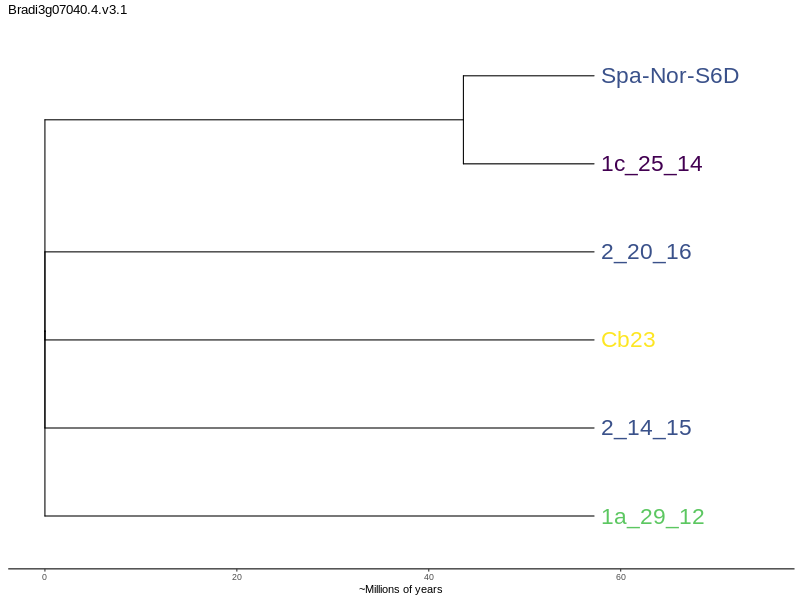 Bradi3g07040.4.v3.1
Spa-Nor-S6D
1c_25_14
2_20_16
Cb23
2_14_15
1a_29_12
0 20 40 60
~Millions of years